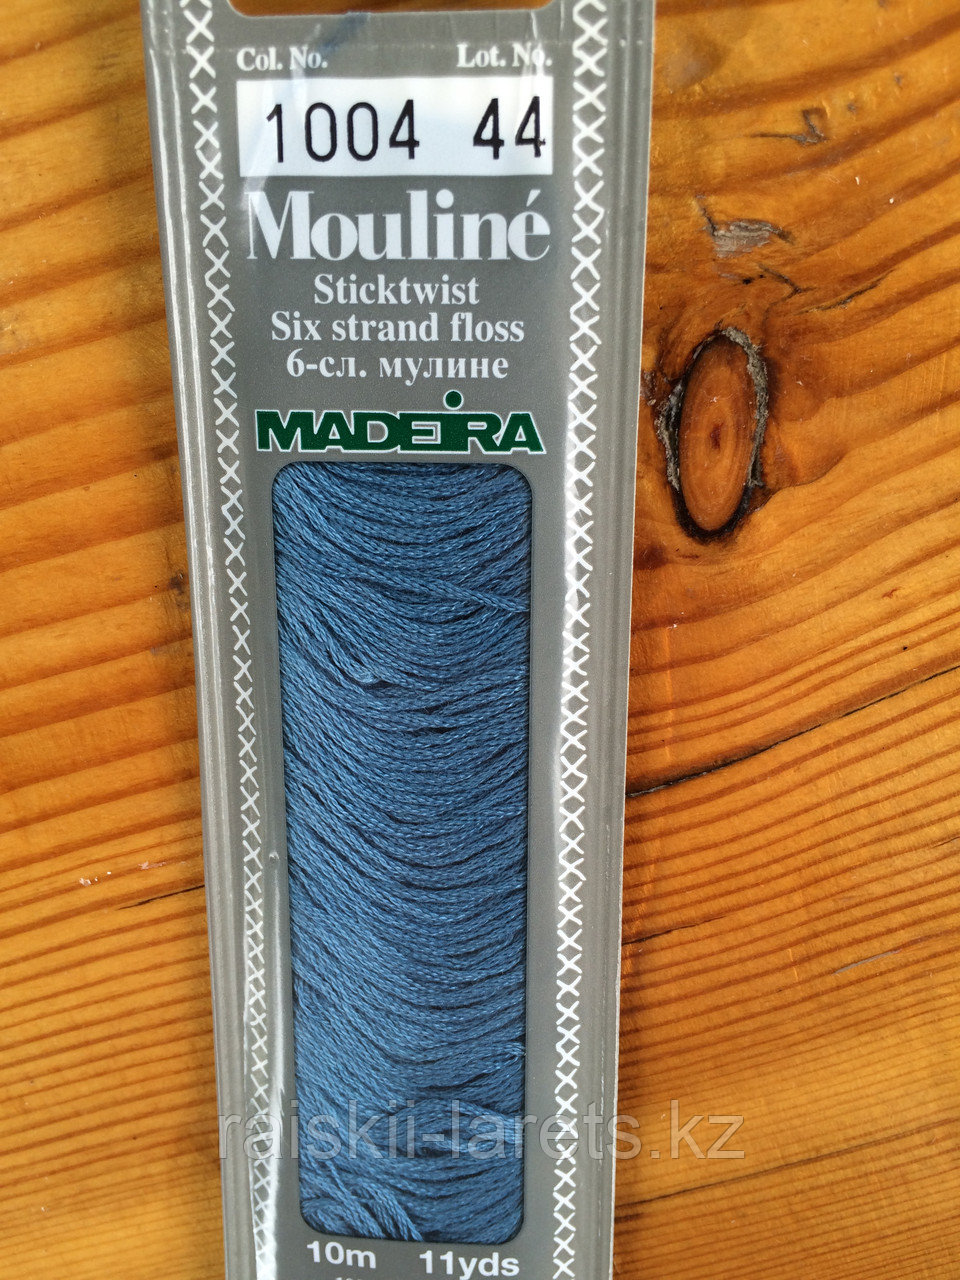 Col. No. Lot. No.
1004 44
Mouliné
Sticktwist
Six strand floss
6-сл. мулине
MADEIRA
raiskii-larets.kz
10m 11yds